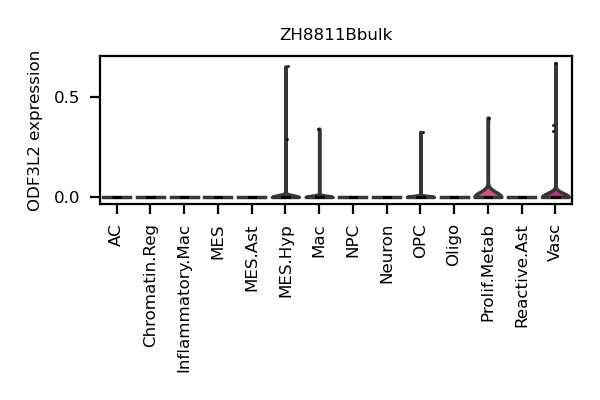 ZH8811Bbulk
ODF3L2 expression
0.5
0.0
AC
Chromatin.Reg
Inflammatory.Mac
MES
MES.Ast
MES.Hyp
Mac
NPC
Neuron
OPC
Oligo
Prolif.Metab
Reactive.Ast
Vasc